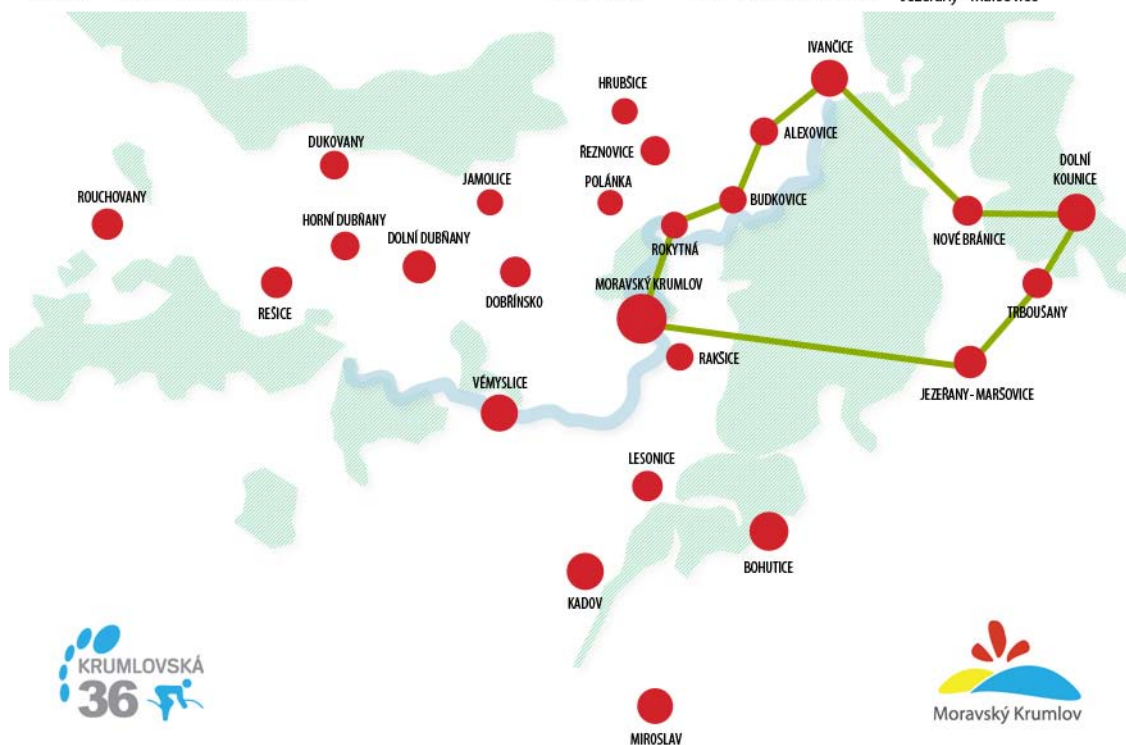 IVANČICE
HRUBŠICE
ALEXOVICE
DUKOVANY
ŘEZNOVICE
DOLNÍ
KOUNICE
JAMOLICE
POLÁNKA
BUDKOVICE
ROUCHOVANY
HORNÍ DUBŇANY
DOLNÍ DUBŇANY
NOVÉ BRÁNICE
ROKYTNÁ
MORAVSKÝ KRUMLOV
DOBŘÍNSKO
REŠICE
TRBOUŠANY
RAKŠICE
VÉMYSLICE
JEZEŘANY- MARŠOVICE
LESONICE
BOHUTICE
KADOV
KRUMLOVSKÁ
36
Moravský Krumlov
MIROSLAV